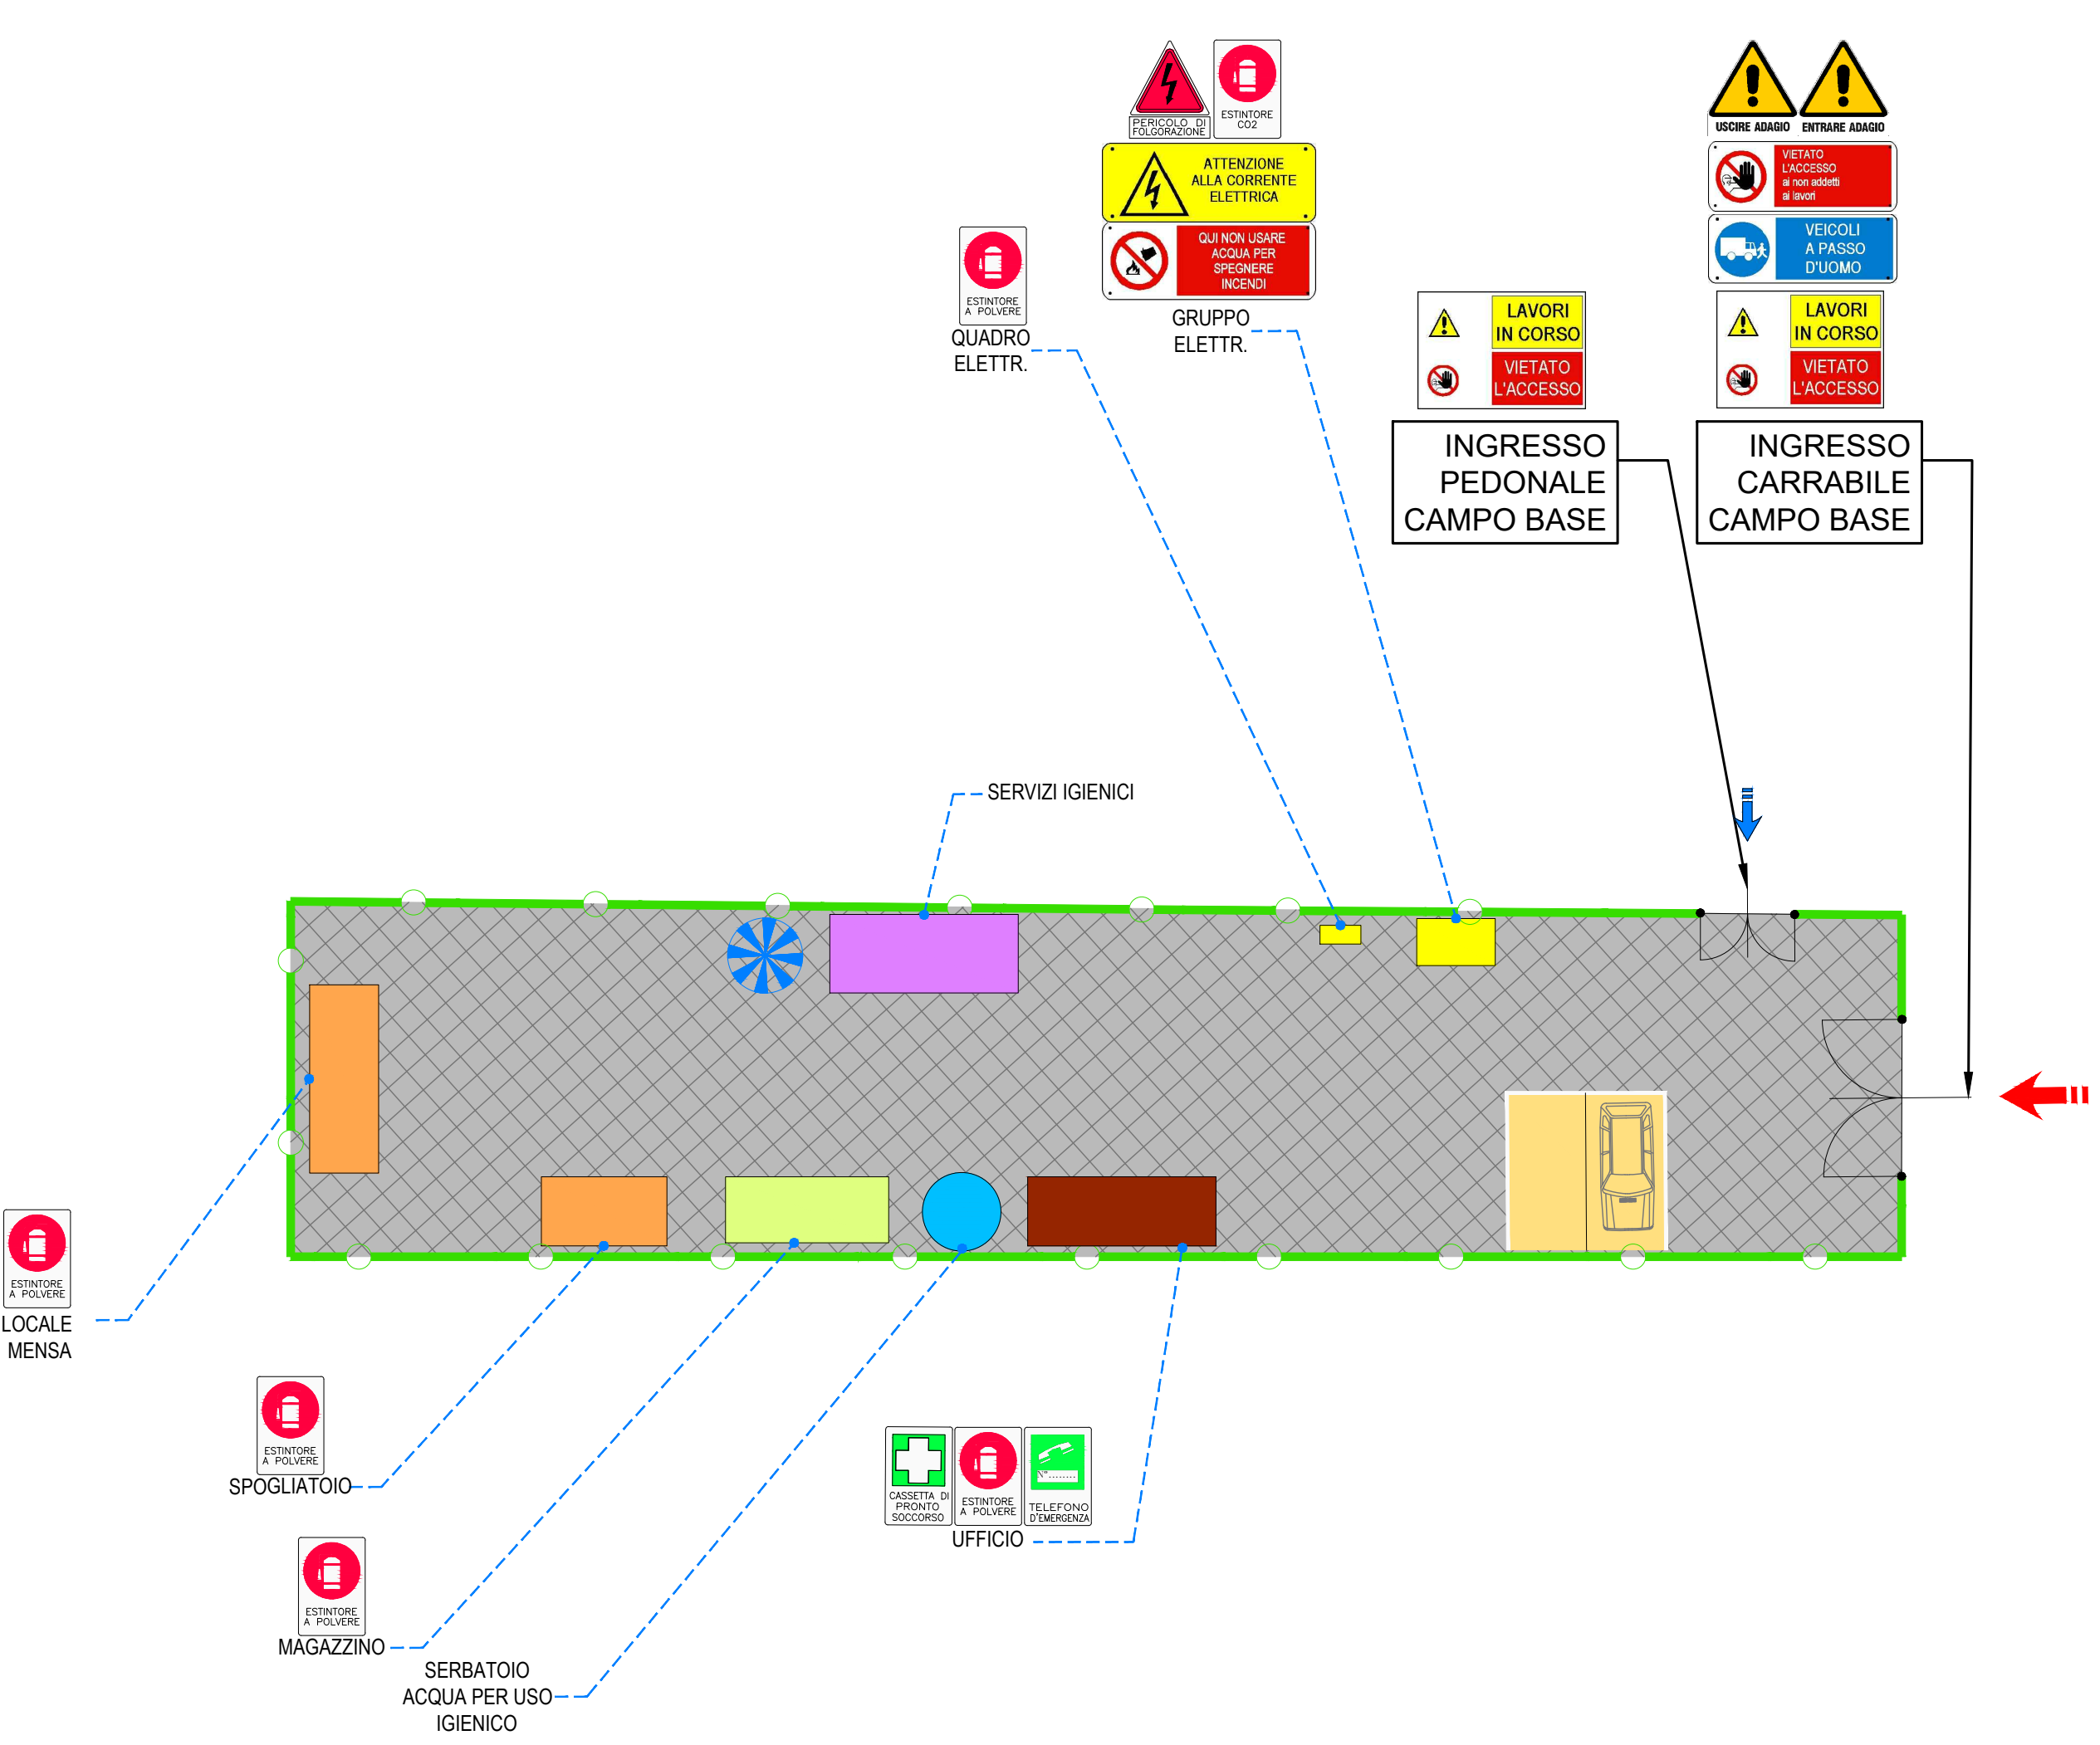 PERICOLO DI
FOLGORAZIONE
ESTINTORE
CO2
ATTENZIONE
ALLA CORRENTE
ELETTRICA
QUI NON USARE
ACQUA PER
SPEGNERE
INCENDI
GRUPPO
ELETTR.
ESTINTORE
A POLVERE
QUADRO
ELETTR.
USCIRE ADAGIO
ENTRARE ADAGIO
VIETATO
L'ACCESSO
ai non addetti
ai lavori
VEICOLI
A PASSO
D'UOMO
LAVORI
IN CORSO
VIETATO
L'ACCESSO
LAVORI
IN CORSO
VIETATO
L'ACCESSO
INGRESSO
PEDONALE
CAMPO BASE
INGRESSO
CARRABILE
CAMPO BASE
SERVIZI IGIENICI
ESTINTORE
A POLVERE
LOCALE
MENSA
ESTINTORE
A POLVERE
SPOGLIATOIO
ESTINTORE
A POLVERE
MAGAZZINO
SERBATOIO
ACQUA PER USO
IGIENICO
CASSETTA DI
PRONTO
SOCCORSO
ESTINTORE
A POLVERE
N°........
TELEFONO
D'EMERGENZA
UFFICIO